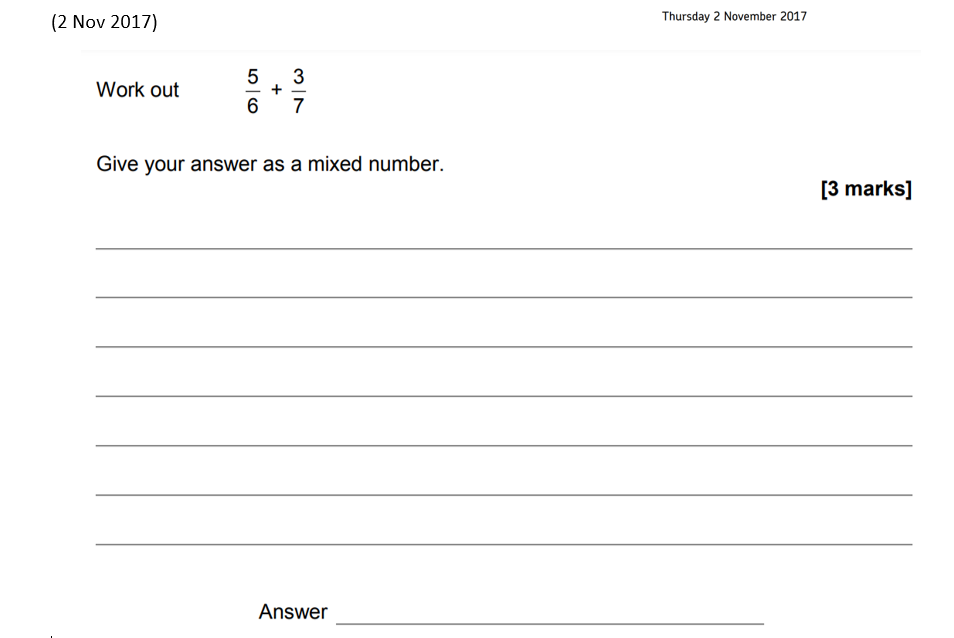 (2 Nov 2017)
Thursday 2 November 2017
Work out 5/6 + 3/7
Give your answer as a mixed number.
[3 marks]
Answer